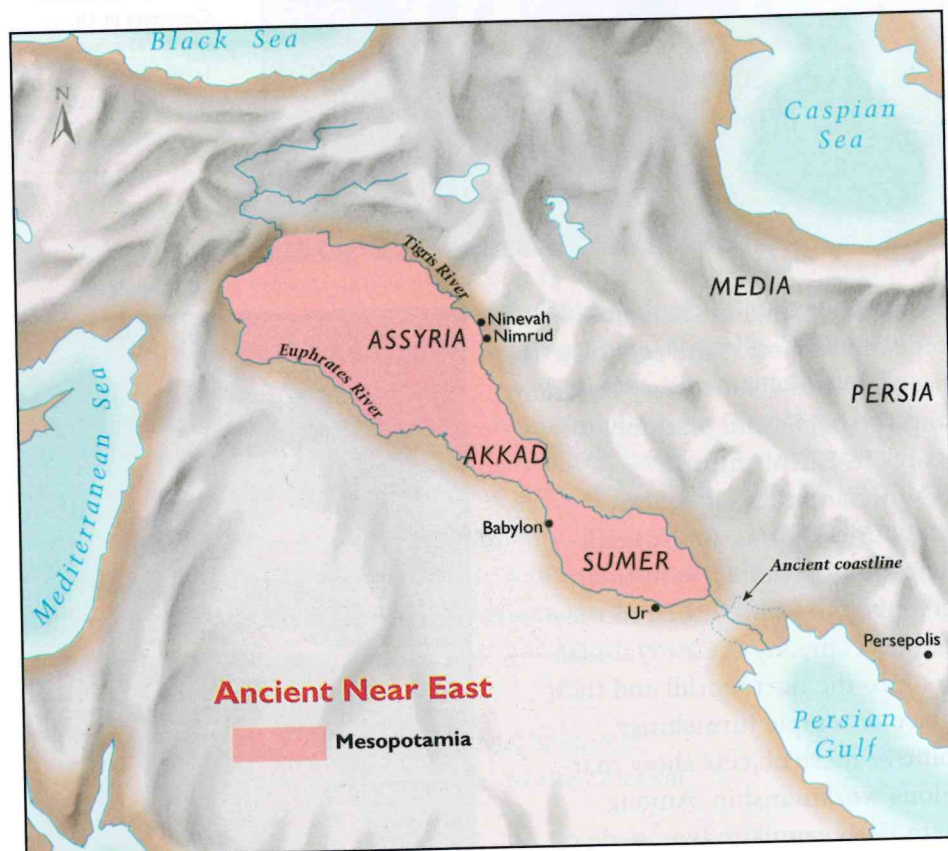 Black Sea
N
Caspian
Sea
Tigris River
MEDIA
Ninevah
Nimrud
ASSYRIA
Euphrates River
PERSIA
Mediterranean Sea
AKKAD
Babylon
SUMER
Ancient coastline
Ur
Persepolis
Ancient Near East
Mesopotamia
Persian
Gulf